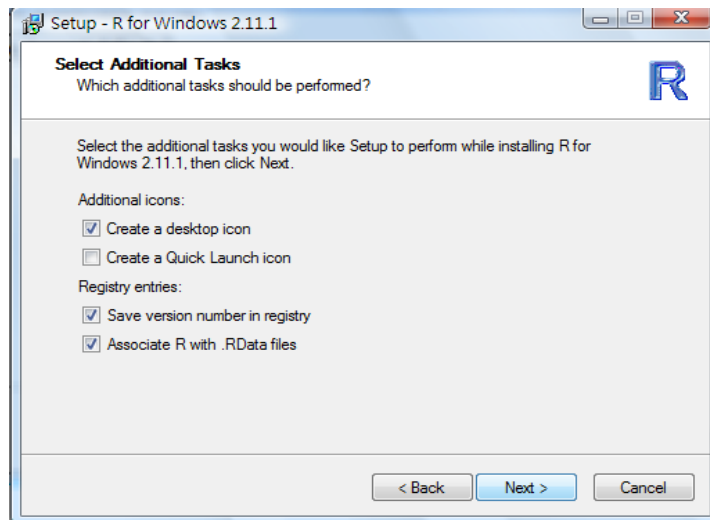 Setup - R for Windows 2.11.1
Select Additional Tasks
Which additional tasks should be performed?
R
Select the additional tasks you would like Setup to perform while installing R for
Windows 2.11.1, then click Next.
Additional icons:
Create a desktop icon
Create a Quick Launch icon
Registry entries:
Save version number in registry
Associate R with .RData files
< Back
Next >
Cancel